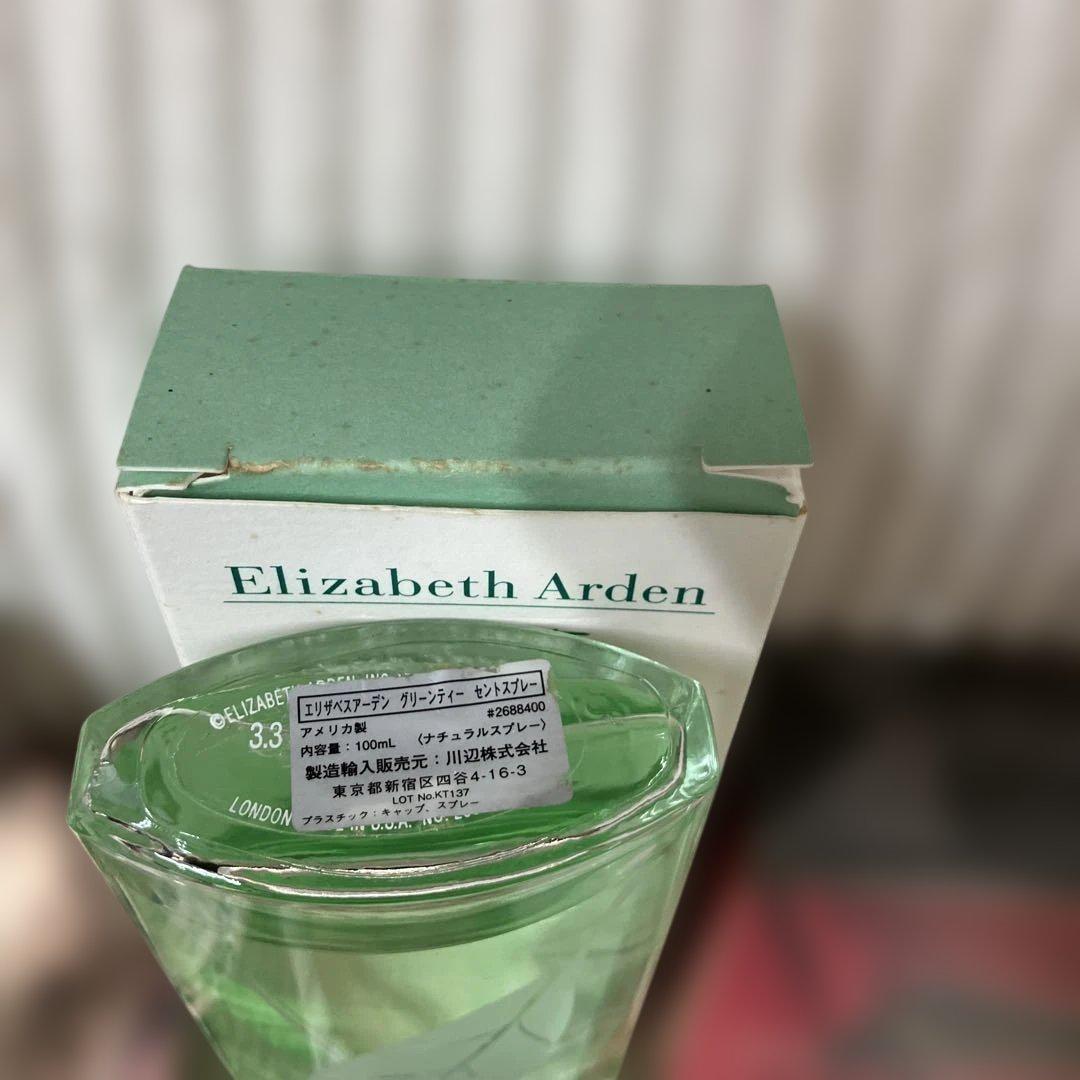 Elizabeth Arden
©ELIZABETH ARDEN, INC.
3.3
エリザベスアーデン グリーンティー セントスプレー
#2688400
アメリカ製
内容量：100mL 〈ナチュラルスプレー〉
製造輸入販売元：川辺株式会社
東京都新宿区四谷4-16-3
LOT No.KT137
プラスチック：キャップ、スプレー
LONDON IN U.S.A. NO.